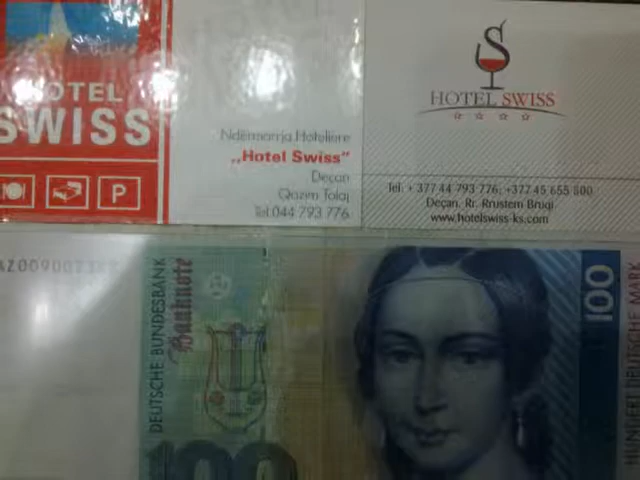 HOTEL
SWISS
P
Ndërmarrja Hoteliere
„Hotel Swiss"
Deçan
Qazim Tolaj
Tel.044 793 776
S
HOTEL SWISS
Tel: + 377 44 793 776; +377 45 655 800
Deçan. Rr. Rrustem Bruqi
www.hotelswiss-ks.com
DEUTSCHE BUNDESBANK
Banknote
100
100
HUNDERT DEUTSCHE MARK